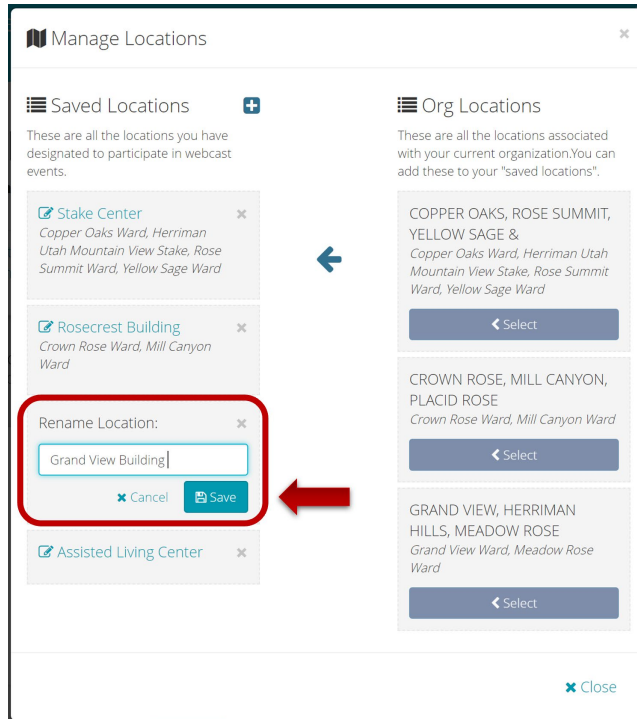 Manage Locations
Saved Locations
These are all the locations you have
designated to participate in webcast
events.
Stake Center
Copper Oaks Ward, Herriman
Utah Mountain View Stake, Rose
Summit Ward, Yellow Sage Ward
Rosecrest Building
Crown Rose Ward, Mill Canyon
Ward
Rename Location:
Grand View Building
Cancel
Save
Assisted Living Center
Org Locations
These are all the locations associated
with your current organization.You can
add these to your "saved locations".
COPPER OAKS, ROSE SUMMIT,
YELLOW SAGE &
Copper Oaks Ward, Herriman Utah
Mountain View Stake, Rose Summit
Ward, Yellow Sage Ward
Select
CROWN ROSE, MILL CANYON,
PLACID ROSE
Crown Rose Ward, Mill Canyon Ward
Select
GRAND VIEW, HERRIMAN
HILLS, MEADOW ROSE
Grand View Ward, Meadow Rose
Ward
Select
Close